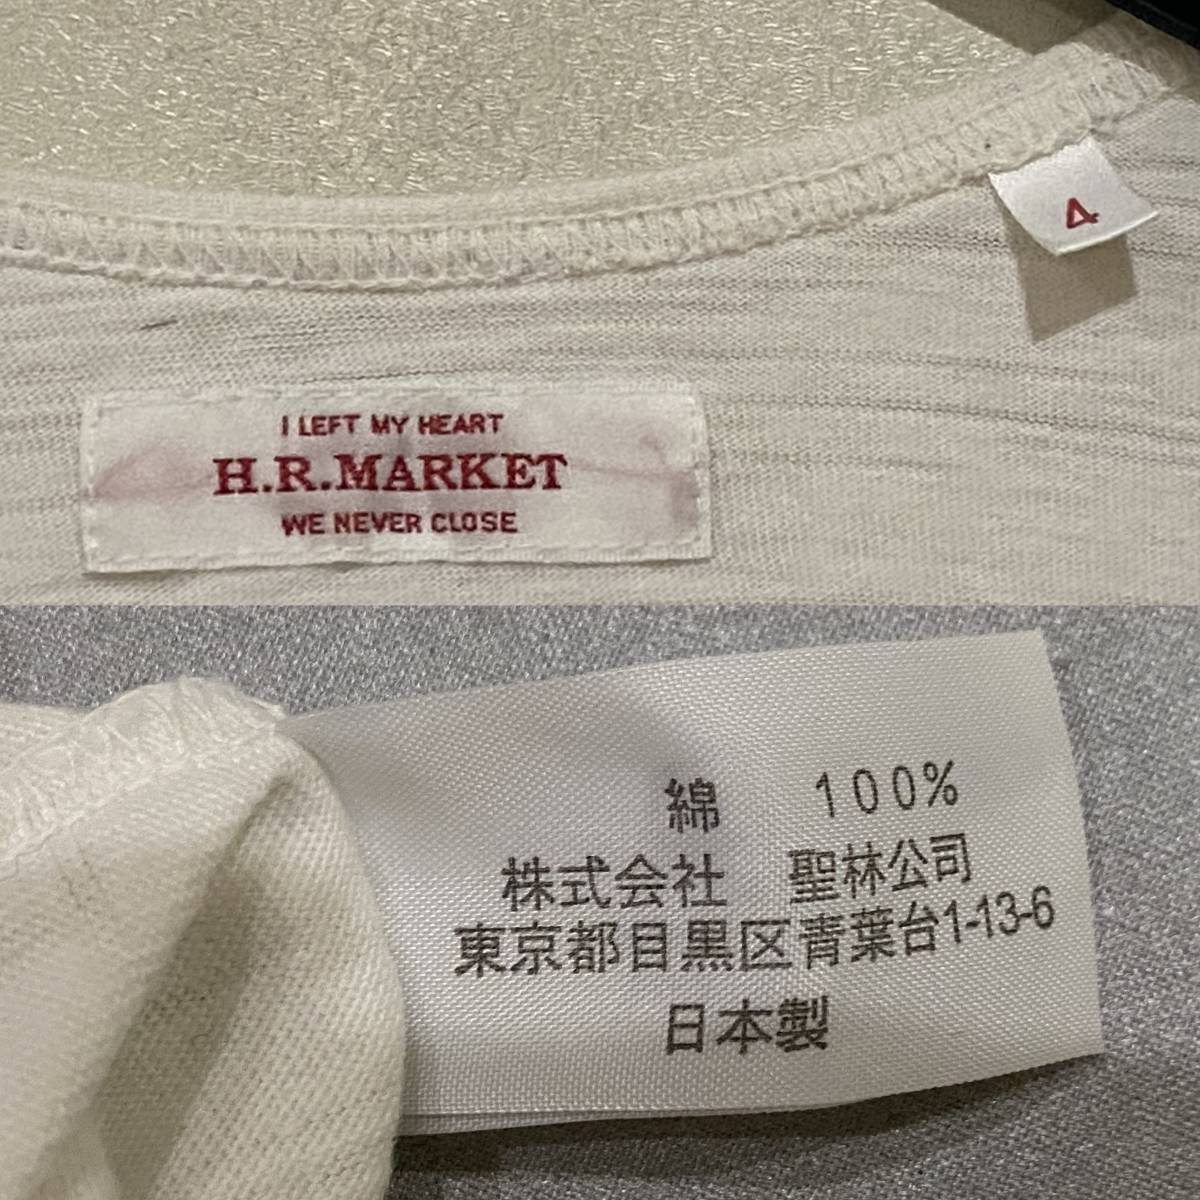 4
I LEFT MY HEART
H.R.MARKET
WE NEVER CLOSE
綿 100%
株式会社 聖林公司
東京都目黒区青葉台1-13-6
日本製